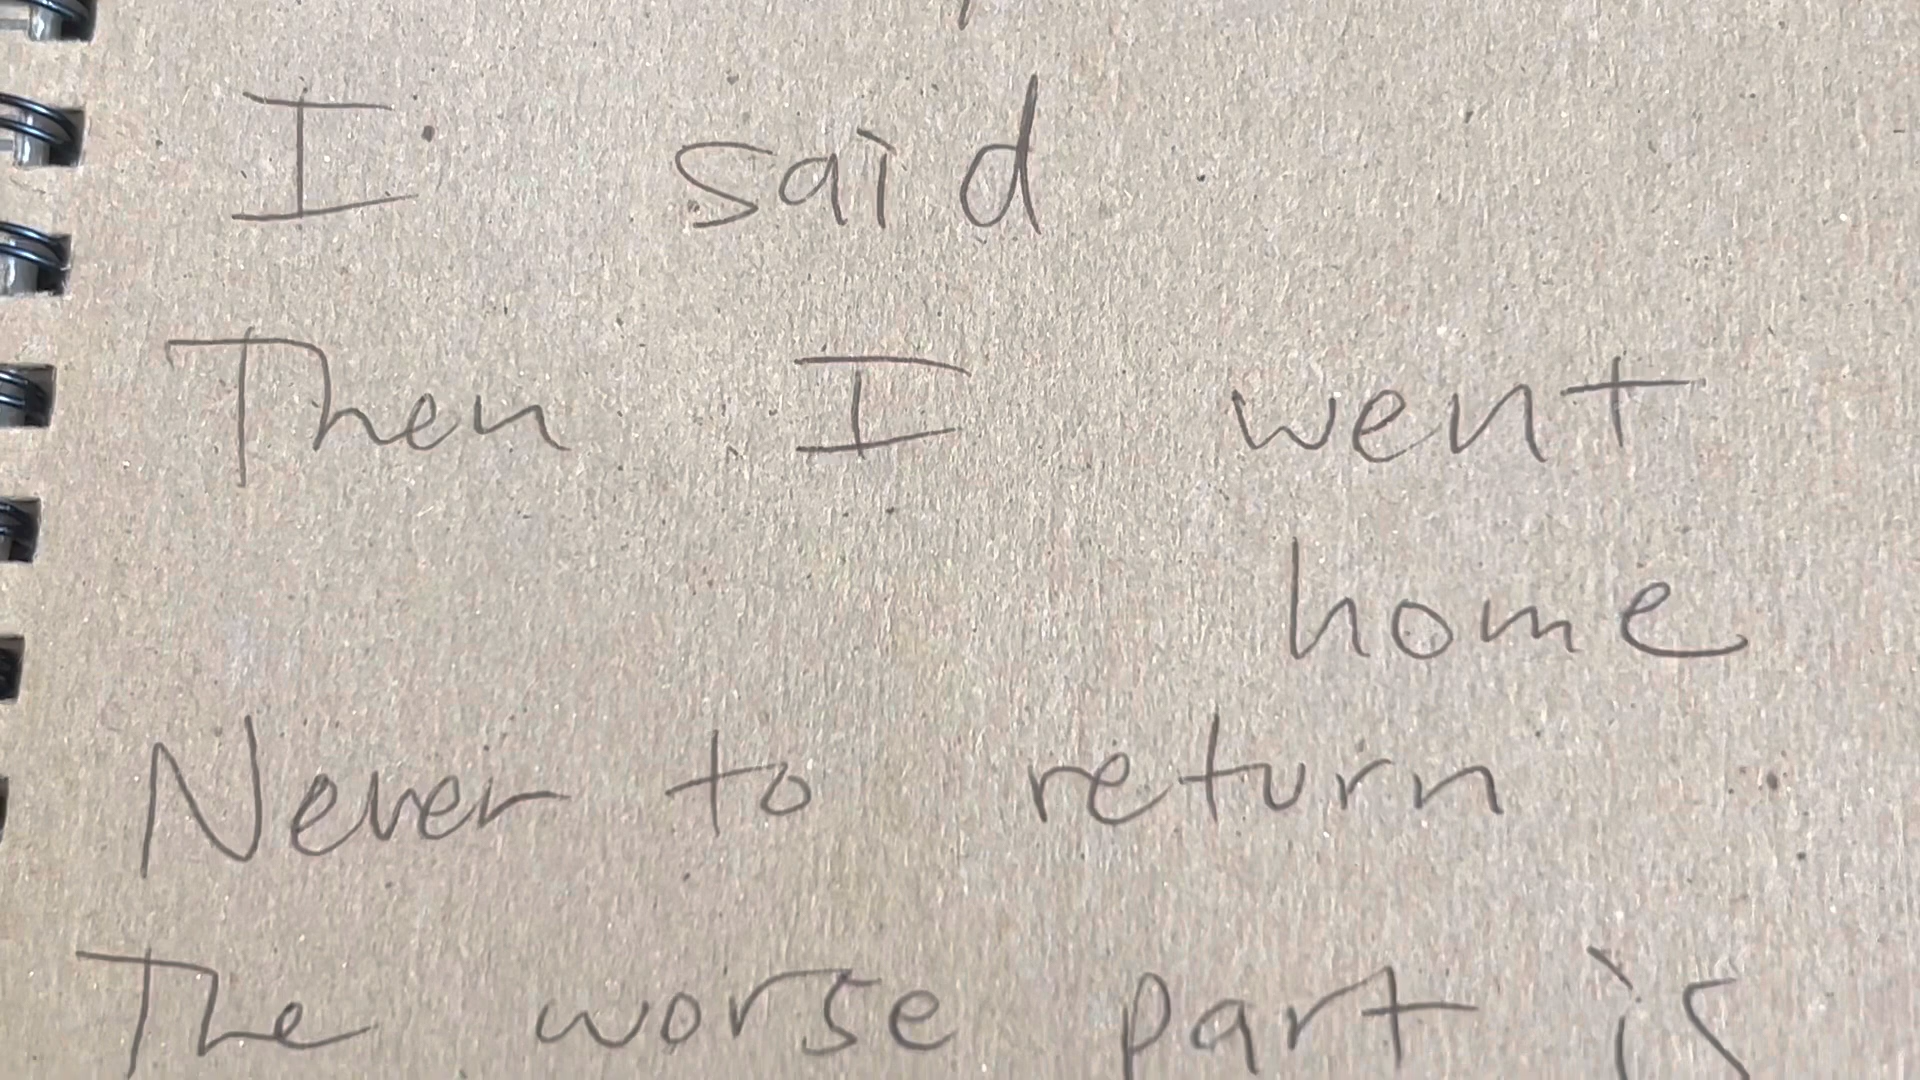 I said
Then I went
home
Never to return
The worse part is